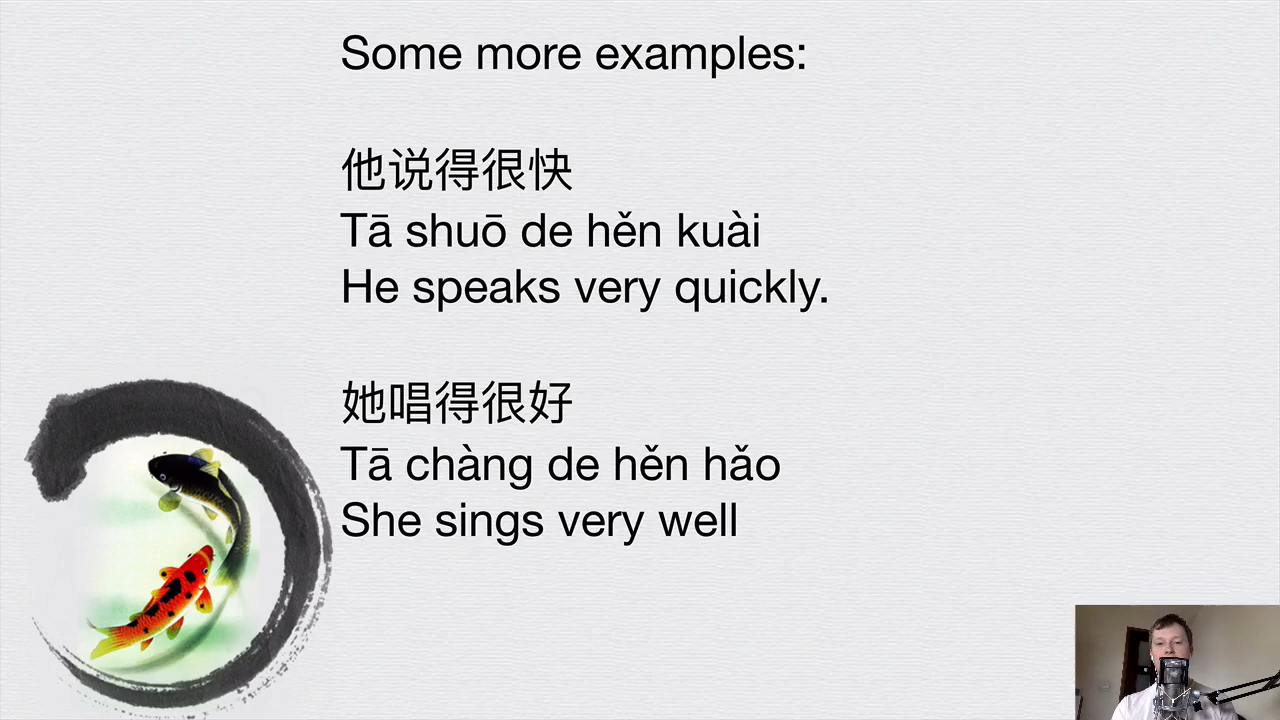 Some more examples:
他说得很快
Tā shuō de hěn kuài
He speaks very quickly.
她唱得很好
Tā chàng de hěn hǎo
She sings very well